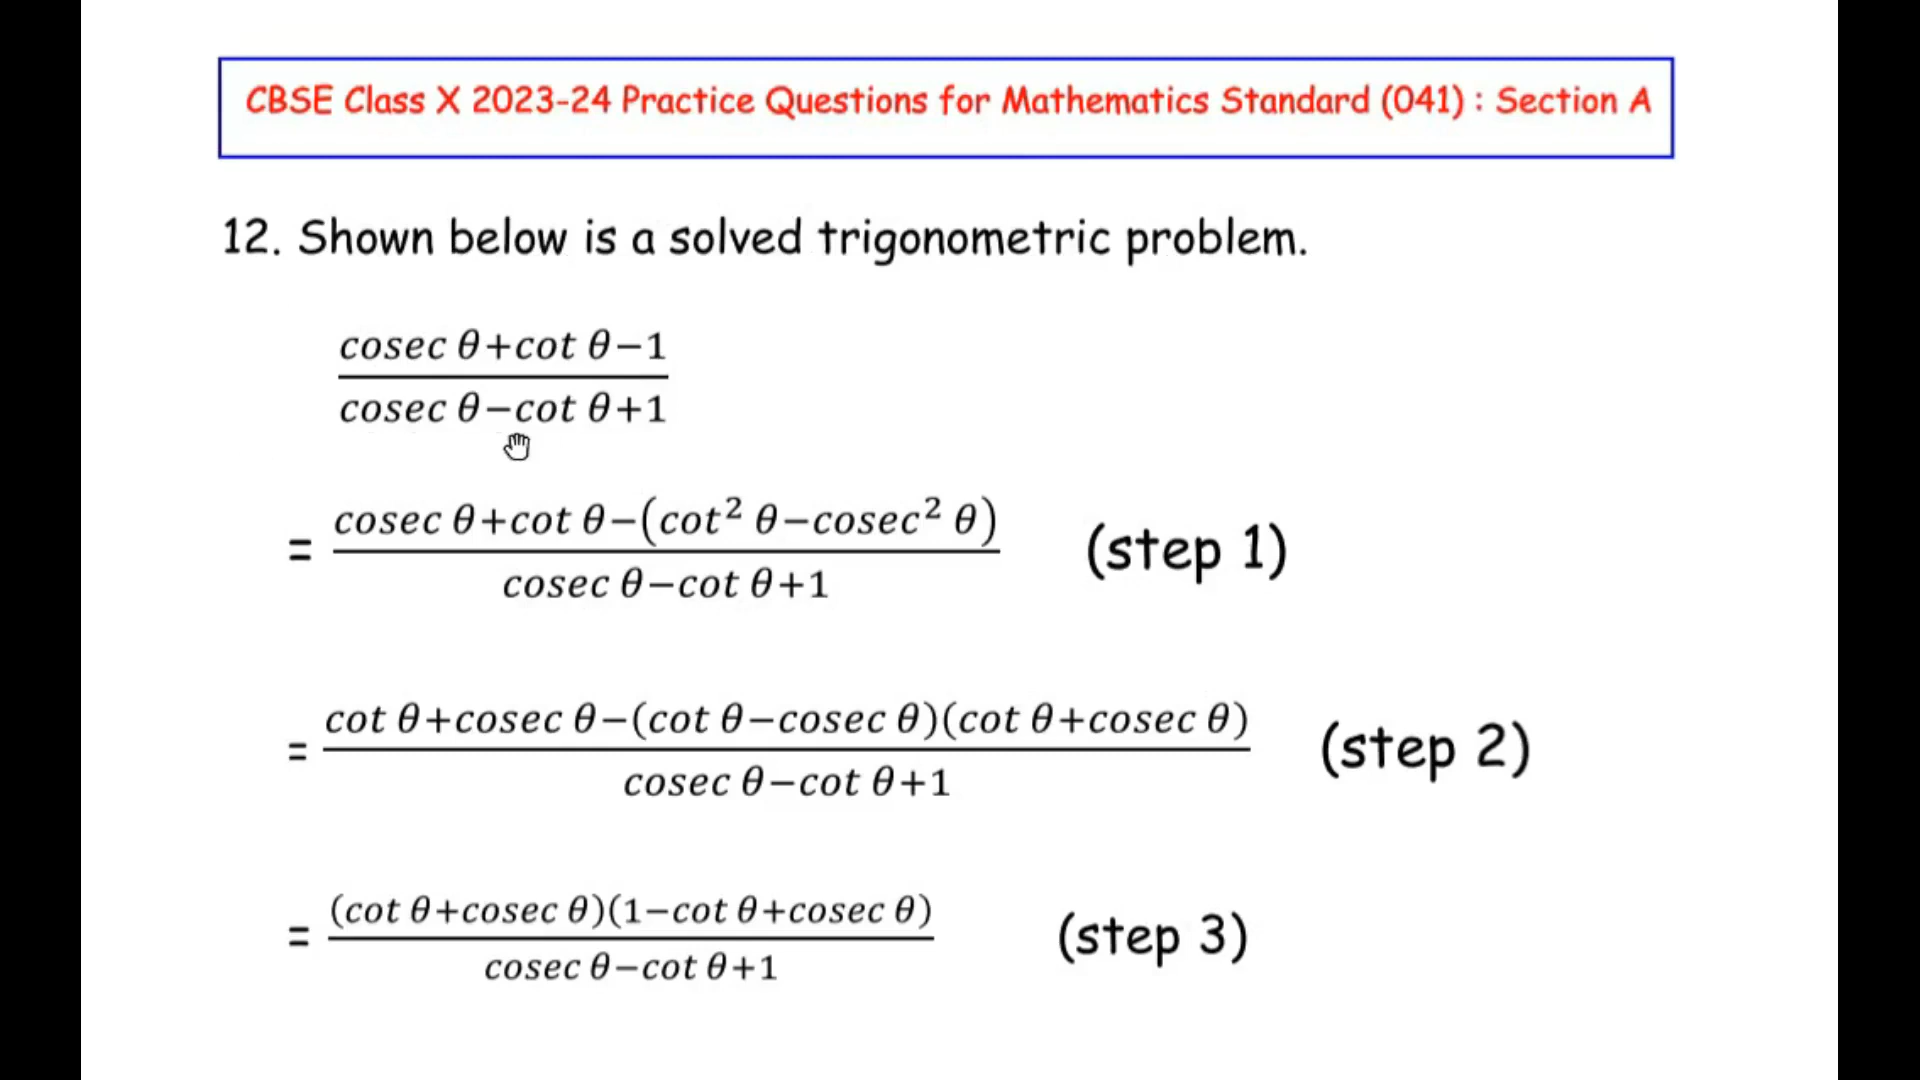 CBSE Class X 2023-24 Practice Questions for Mathematics Standard (041) : Section A
12. Shown below is a solved trigonometric problem.
cosec θ+cot θ−1
cosec θ−cot θ+1
= cosec θ+cot θ−(cot² θ−cosec² θ) (step 1)
cosec θ−cot θ+1
= cot θ+cosec θ−(cot θ−cosec θ)(cot θ+cosec θ) (step 2)
cosec θ−cot θ+1
= (cot θ+cosec θ)(1−cot θ+cosec θ) (step 3)
cosec θ−cot θ+1